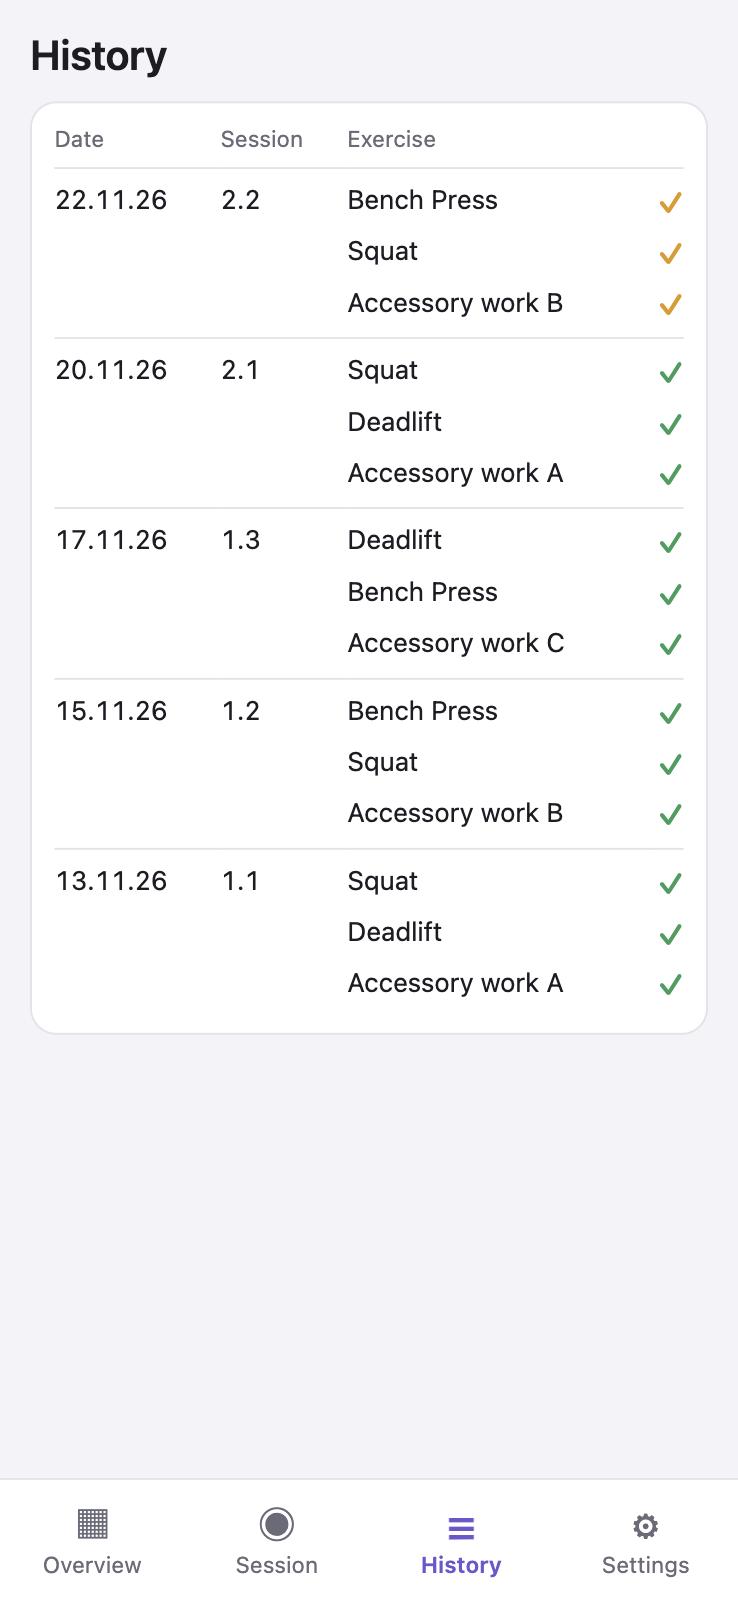 History
Date Session Exercise
22.11.26 2.2 Bench Press ✓
Squat ✓
Accessory work B ✓
20.11.26 2.1 Squat ✓
Deadlift ✓
Accessory work A ✓
17.11.26 1.3 Deadlift ✓
Bench Press ✓
Accessory work C ✓
15.11.26 1.2 Bench Press ✓
Squat ✓
Accessory work B ✓
13.11.26 1.1 Squat ✓
Deadlift ✓
Accessory work A ✓
Overview Session History Settings